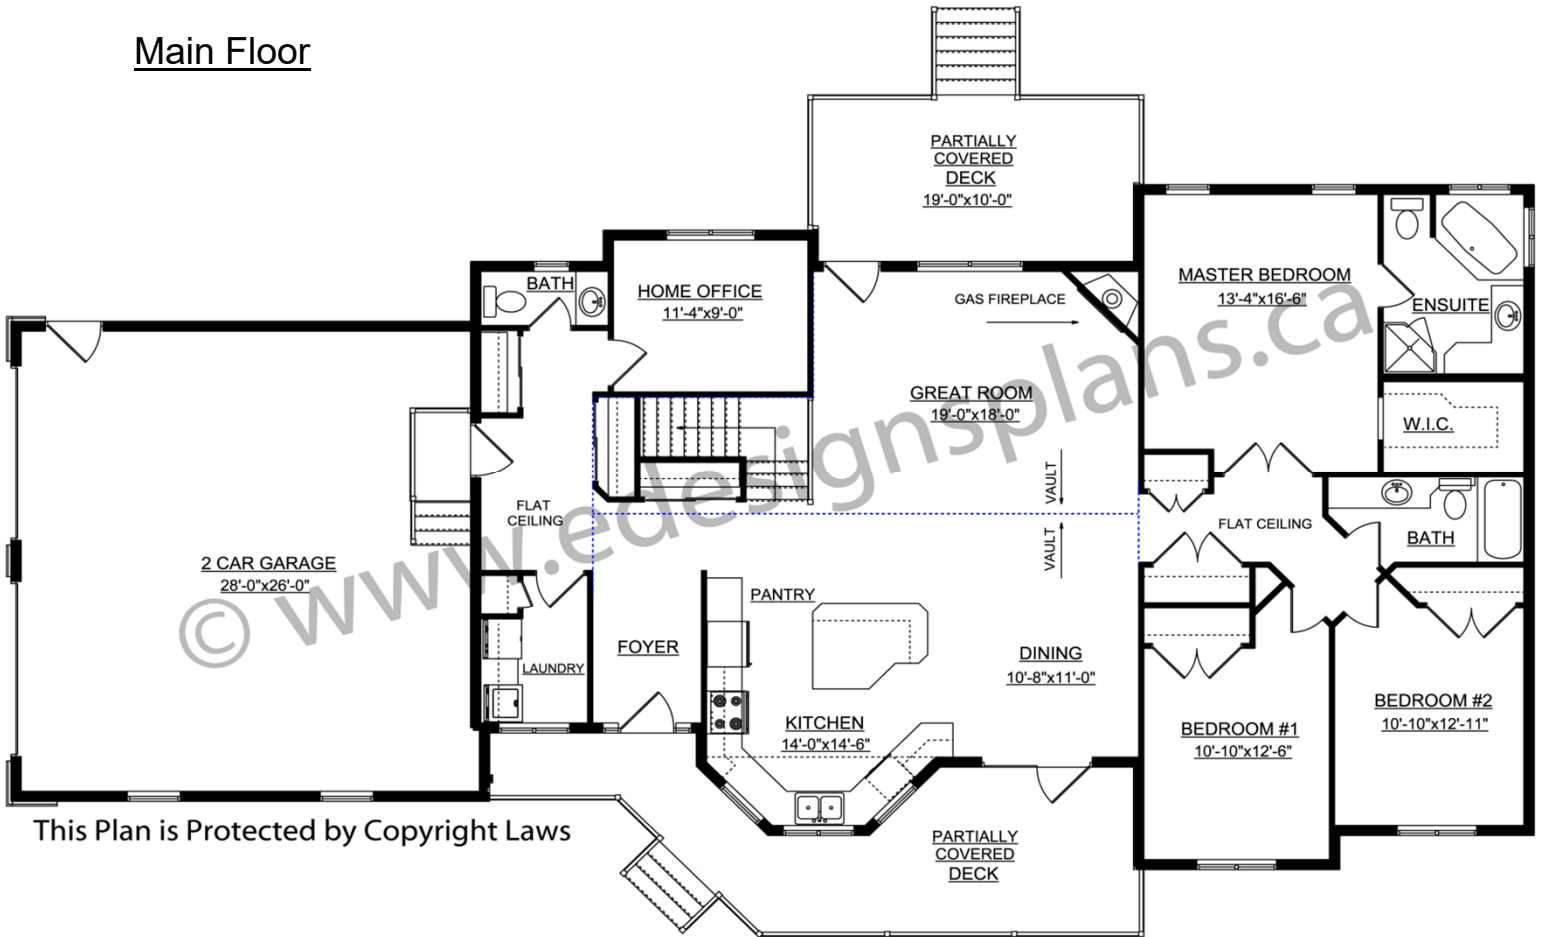 Main Floor
PARTIALLY
COVERED
DECK
19'-0"x10'-0"
BATH
HOME OFFICE
11'-4"x9'-0"
GAS FIREPLACE
MASTER BEDROOM
13'-4"x16'-6"
ENSUITE
GREAT ROOM
19'-0"x18'-0"
W.I.C.
VAULT
VAULT
FLAT
CEILING
FLAT CEILING
BATH
2 CAR GARAGE
28'-0"x26'-0"
PANTRY
FOYER
LAUNDRY
DINING
10'-8"x11'-0"
KITCHEN
14'-0"x14'-6"
BEDROOM #1
10'-10"x12'-6"
BEDROOM #2
10'-10"x12'-11"
PARTIALLY
COVERED
DECK
© www.edesignsplans.ca
This Plan is Protected by Copyright Laws